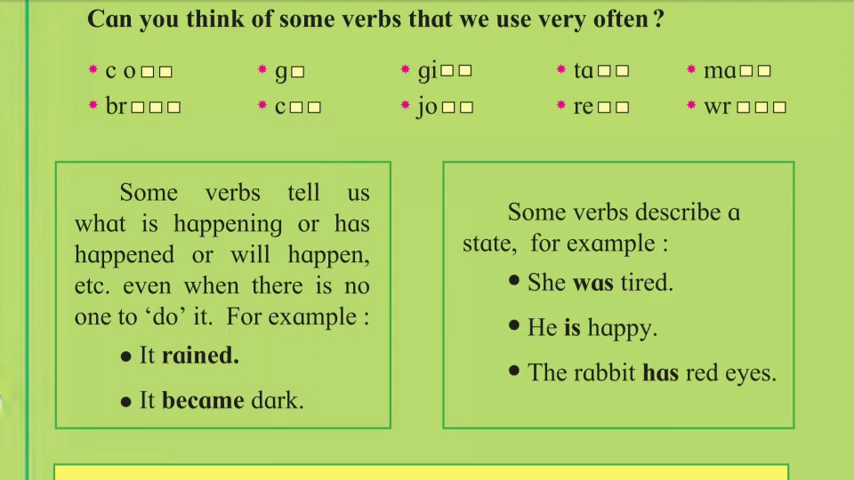 Can you think of some verbs that we use very often?
* c o□□ * g□ * gi□□ * ta□□ * ma□□
* br□□□ * c□□ * jo□□ * re□□ * wr□□□
Some verbs tell us
what is happening or has
happened or will happen,
etc. even when there is no
one to ‘do’ it. For example :
• It rained.
• It became dark.
Some verbs describe a
state, for example :
• She was tired.
• He is happy.
• The rabbit has red eyes.